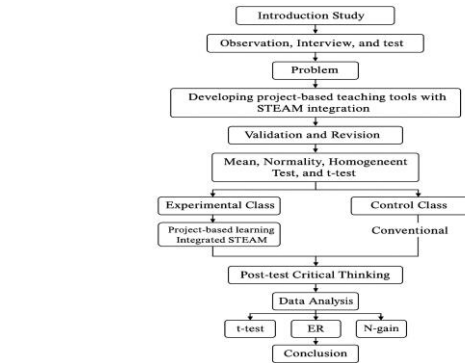 Introduction Study
Observation, Interview, and test
Problem
Developing project-based teaching tools with
STEAM integration
Validation and Revision
Mean, Normality, Homogeneent
Test, and t-test
Experimental Class
Control Class
Project-based learning
Integrated STEAM
Conventional
Post-test Critical Thinking
Data Analysis
t-test
ER
N-gain
Conclusion